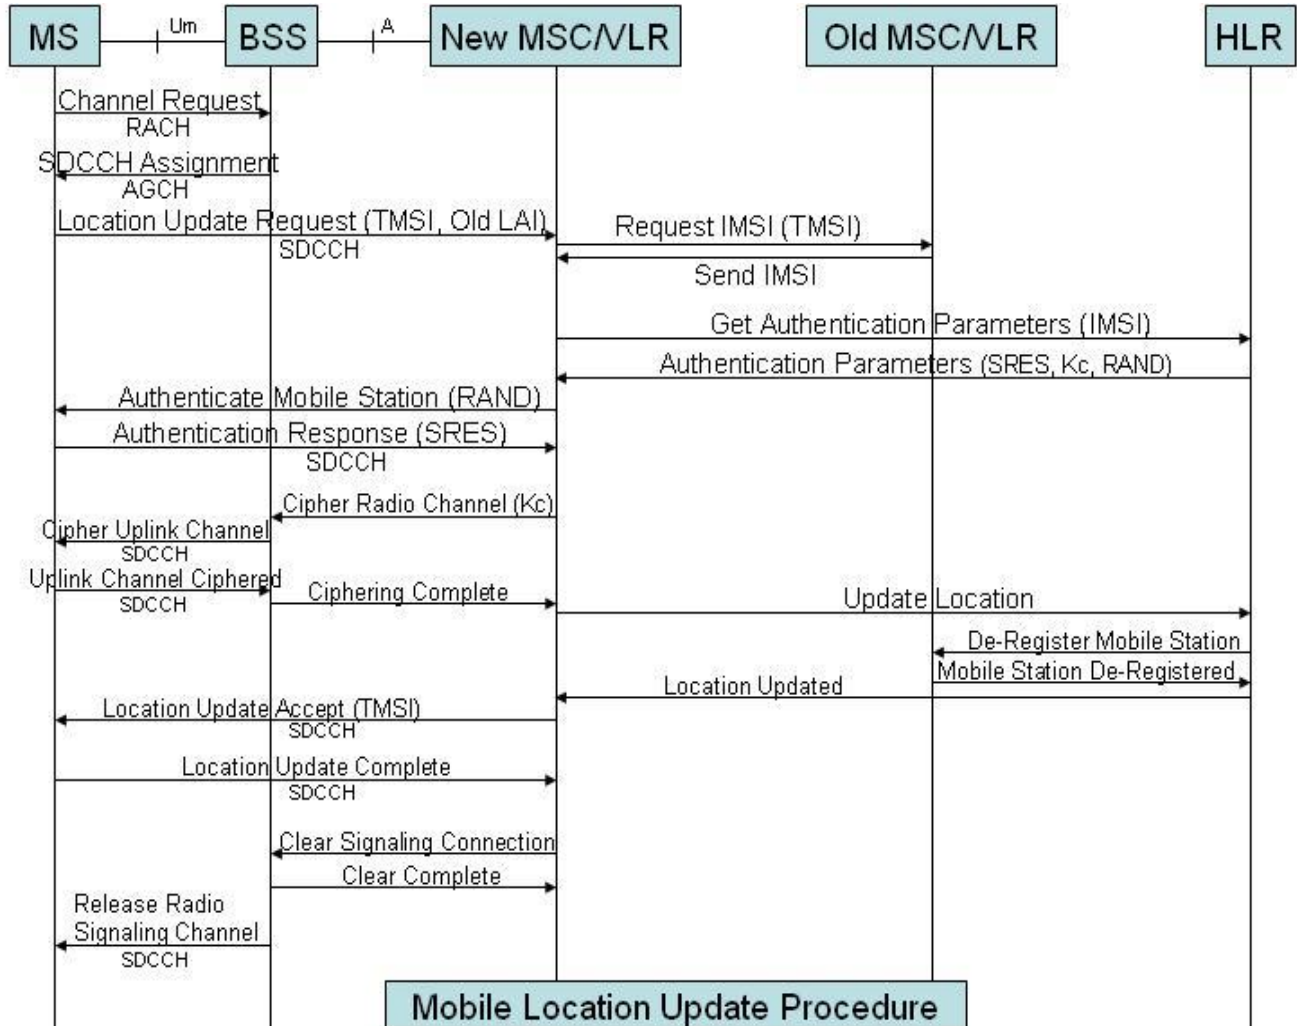 MS
Um
BSS
A
New MSC/VLR
Old MSC/VLR
HLR
Channel Request
RACH
SDCCH Assignment
AGCH
Location Update Request (TMSI, Old LAI)
SDCCH
Request IMSI (TMSI)
Send IMSI
Get Authentication Parameters (IMSI)
Authentication Parameters (SRES, Kc, RAND)
Authenticate Mobile Station (RAND)
Authentication Response (SRES)
SDCCH
Cipher Radio Channel (Kc)
Cipher Uplink Channel
SDCCH
Uplink Channel Ciphered
SDCCH
Ciphering Complete
Update Location
De-Register Mobile Station
Mobile Station De-Registered
Location Updated
Location Update Accept (TMSI)
SDCCH
Location Update Complete
SDCCH
Clear Signaling Connection
Clear Complete
Release Radio
Signaling Channel
SDCCH
Mobile Location Update Procedure